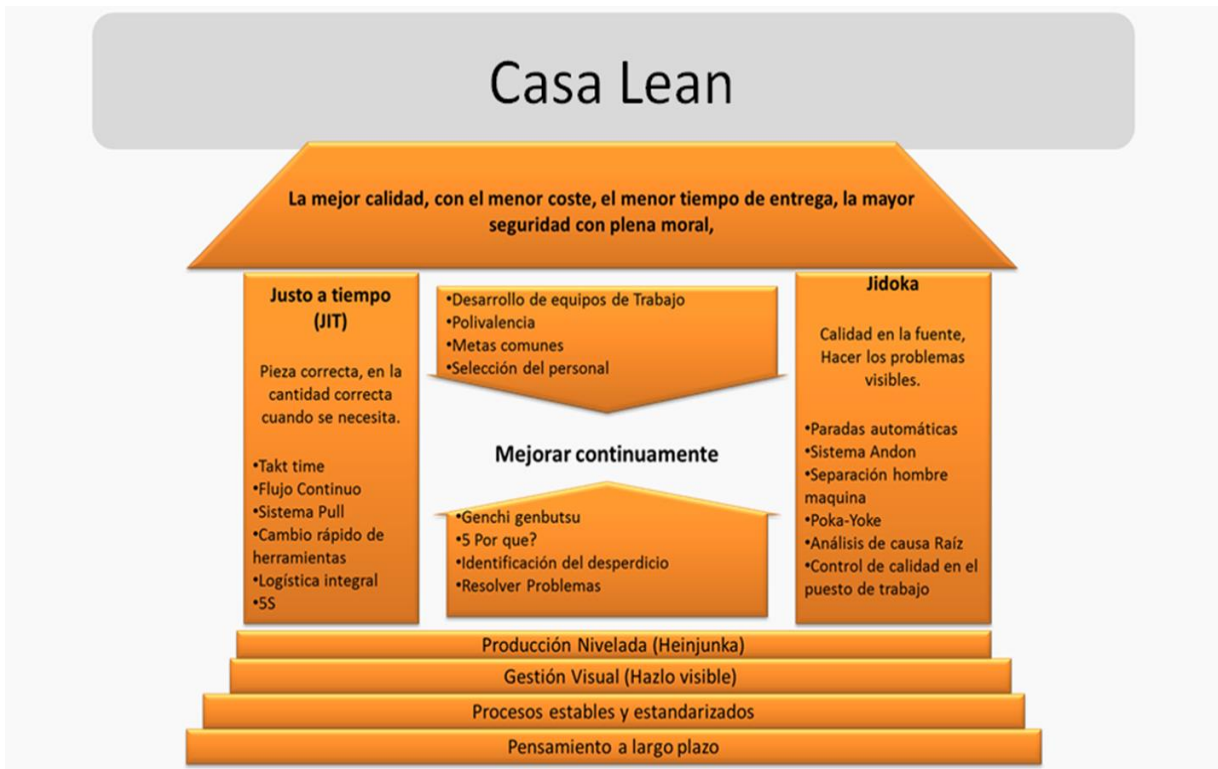 Casa Lean
La mejor calidad, con el menor coste, el menor tiempo de entrega, la mayor
seguridad con plena moral,
Justo a tiempo
(JIT)
Pieza correcta, en la
cantidad correcta
cuando se necesita.
•Takt time
•Flujo Continuo
•Sistema Pull
•Cambio rápido de
herramientas
•Logística integral
•5S
•Desarrollo de equipos de Trabajo
•Polivalencia
•Metas comunes
•Selección del personal
Mejorar continuamente
•Genchi genbutsu
•5 Por que?
•Identificación del desperdicio
•Resolver Problemas
Jidoka
Calidad en la fuente,
Hacer los problemas
visibles.
•Paradas automáticas
•Sistema Andon
•Separación hombre
maquina
•Poka-Yoke
•Análisis de causa Raíz
•Control de calidad en el
puesto de trabajo
Producción Nivelada (Heinjunka)
Gestión Visual (Hazlo visible)
Procesos estables y estandarizados
Pensamiento a largo plazo